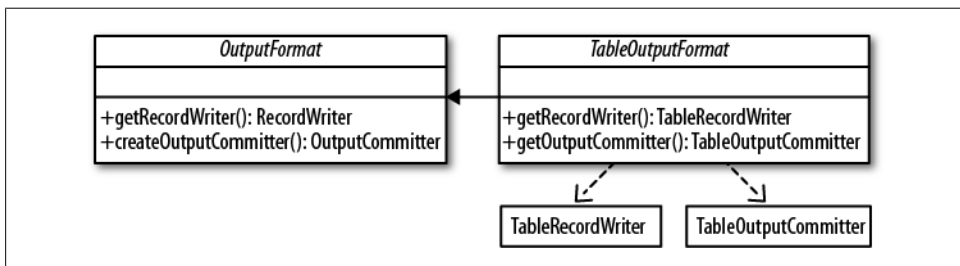 OutputFormat
+getRecordWriter(): RecordWriter
+createOutputCommitter(): OutputCommitter
TableOutputFormat
+getRecordWriter(): TableRecordWriter
+getOutputCommitter(): TableOutputCommitter
TableRecordWriter
TableOutputCommitter